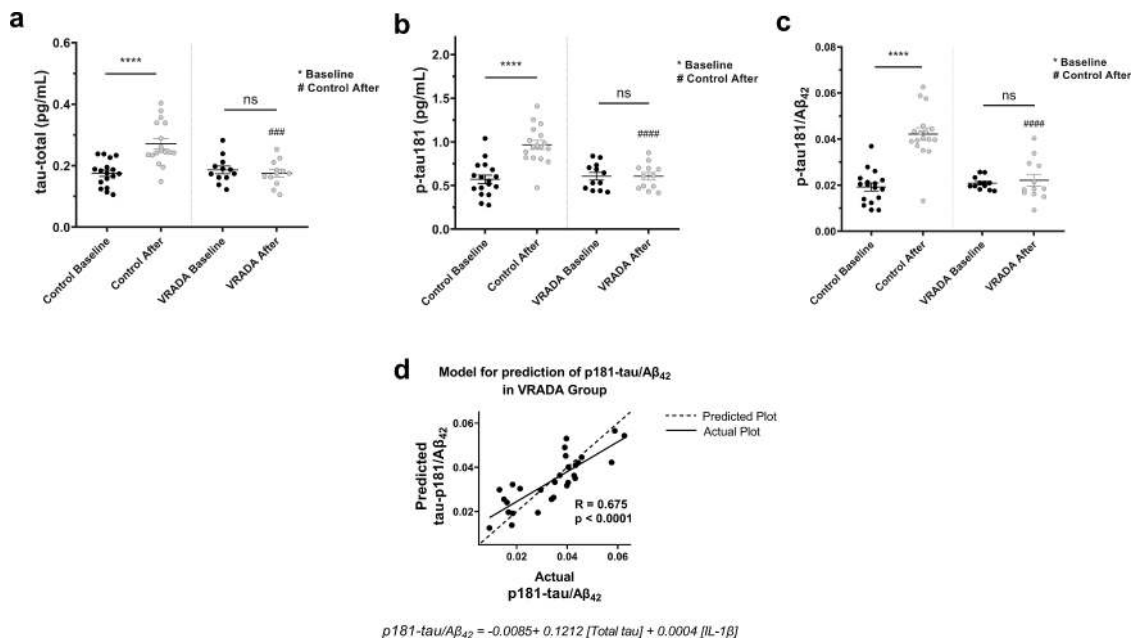 a
tau-total (pg/mL)
0.6
0.4
0.2
0.0
****
ns
###
* Baseline
# Control After
Control Baseline
Control After
VRADA Baseline
VRADA After
b
p-tau181 (pg/mL)
2.0
1.5
1.0
0.5
0.0
****
ns
####
* Baseline
# Control After
Control Baseline
Control After
VRADA Baseline
VRADA After
c
p-tau181/Aβ42
0.08
0.06
0.04
0.02
0.00
****
ns
####
* Baseline
# Control After
Control Baseline
Control After
VRADA Baseline
VRADA After
d
Model for prediction of p181-tau/Aβ42
in VRADA Group
Predicted
tau-p181/Aβ42
0.06
0.04
0.02
Predicted Plot
Actual Plot
R = 0.675
p < 0.0001
0.02 0.04 0.06
Actual
p181-tau/Aβ42
p181-tau/Aβ42 = -0.0085+ 0.1212 [Total tau] + 0.0004 [IL-1β]